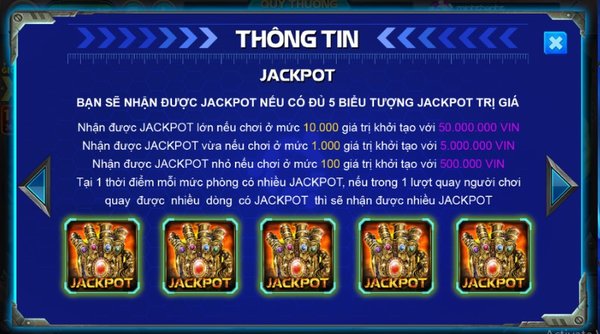 QUỸ THƯỞNG
THÔNG TIN
JACKPOT
BẠN SẼ NHẬN ĐƯỢC JACKPOT NẾU CÓ ĐỦ 5 BIỂU TƯỢNG JACKPOT TRỊ GIÁ
Nhận được JACKPOT lớn nếu chơi ở mức 10.000 giá trị khởi tạo với 50.000.000 VIN
Nhận được JACKPOT vừa nếu chơi ở mức 1.000 giá trị khởi tạo với 5.000.000 VIN
Nhận được JACKPOT nhỏ nếu chơi ở mức 100 giá trị khởi tạo với 500.000 VIN
Tại 1 thời điểm mỗi mức phòng có nhiều JACKPOT, nếu trong 1 lượt quay người chơi
quay được nhiều dòng có JACKPOT thì sẽ nhận được nhiều JACKPOT
JACKPOT JACKPOT JACKPOT JACKPOT JACKPOT